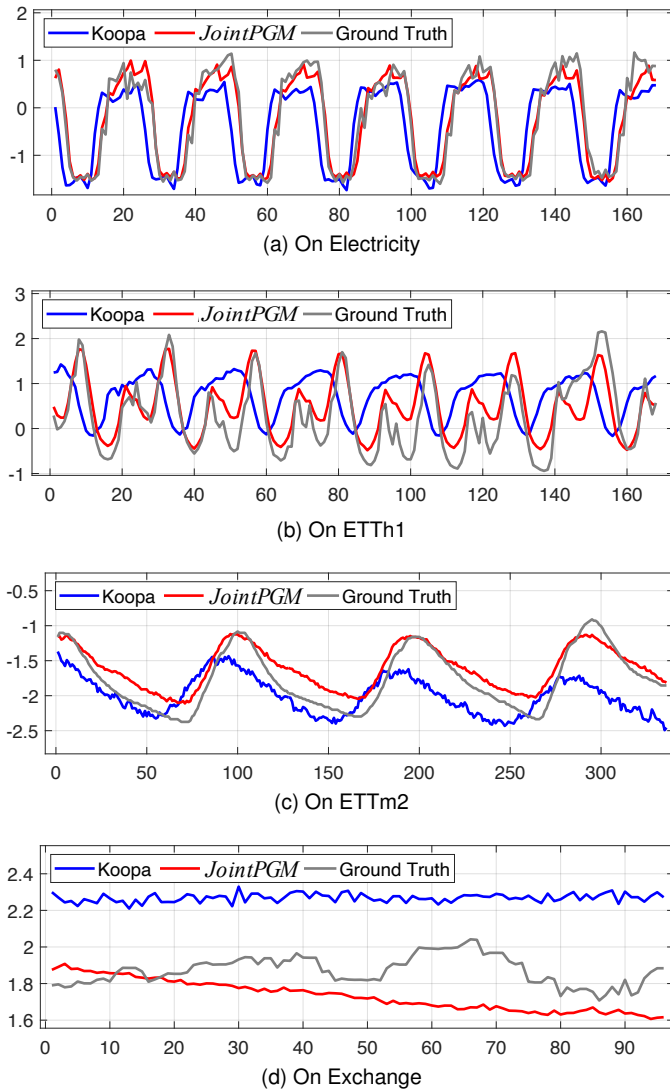 2
Koopa JointPGM Ground Truth
1
0
-1
0 20 40 60 80 100 120 140 160
(a) On Electricity
3
Koopa JointPGM Ground Truth
2
1
0
-1
0 20 40 60 80 100 120 140 160
(b) On ETTh1
-0.5
Koopa JointPGM Ground Truth
-1
-1.5
-2
-2.5
0 50 100 150 200 250 300
(c) On ETTm2
Koopa JointPGM Ground Truth
2.4
2.2
2
1.8
1.6
0 10 20 30 40 50 60 70 80 90
(d) On Exchange